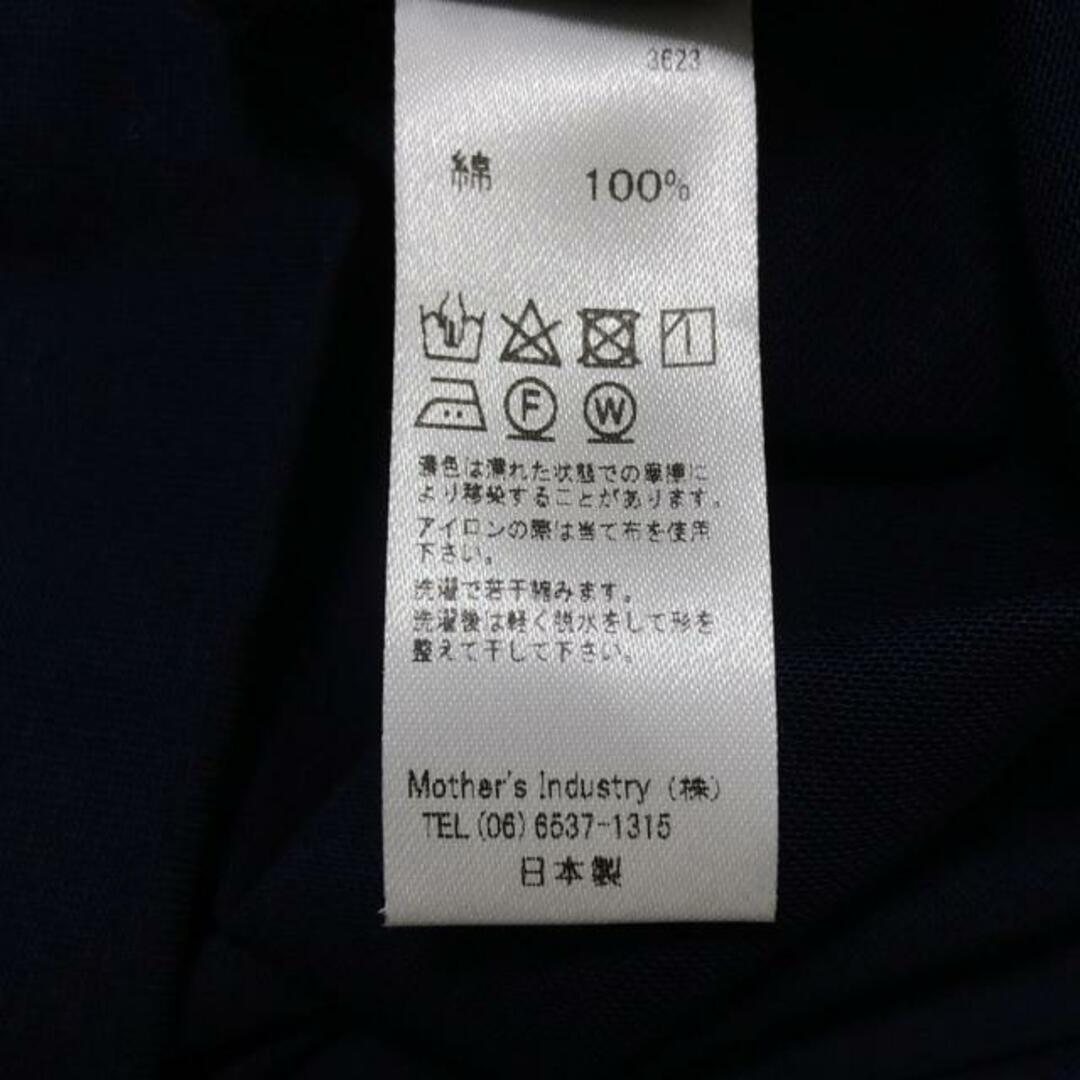 3623
綿 100%
F W
濃色は濡れた状態での摩擦に
より移染することがあります。
アイロンの際は当て布を使用
下さい。
洗濯で若干縮みます。
洗濯後は軽く脱水をして形を
整えて干して下さい。
Mother's Industry (株)
TEL (06) 6537-1315
日本製